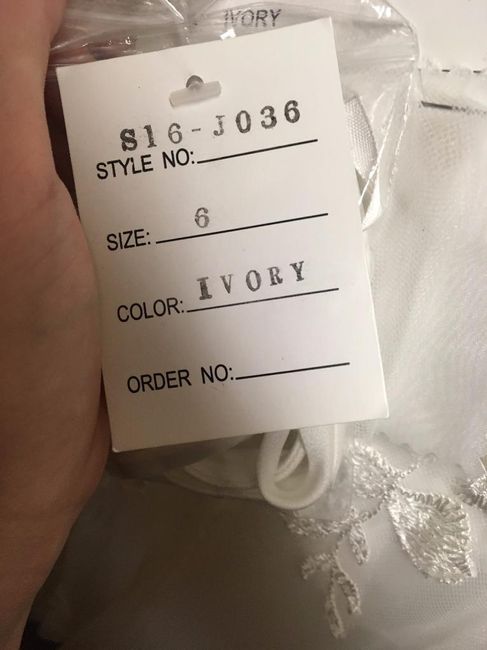 IVORY
S16-J036
STYLE NO:
SIZE: 6
COLOR: IVORY
ORDER NO: